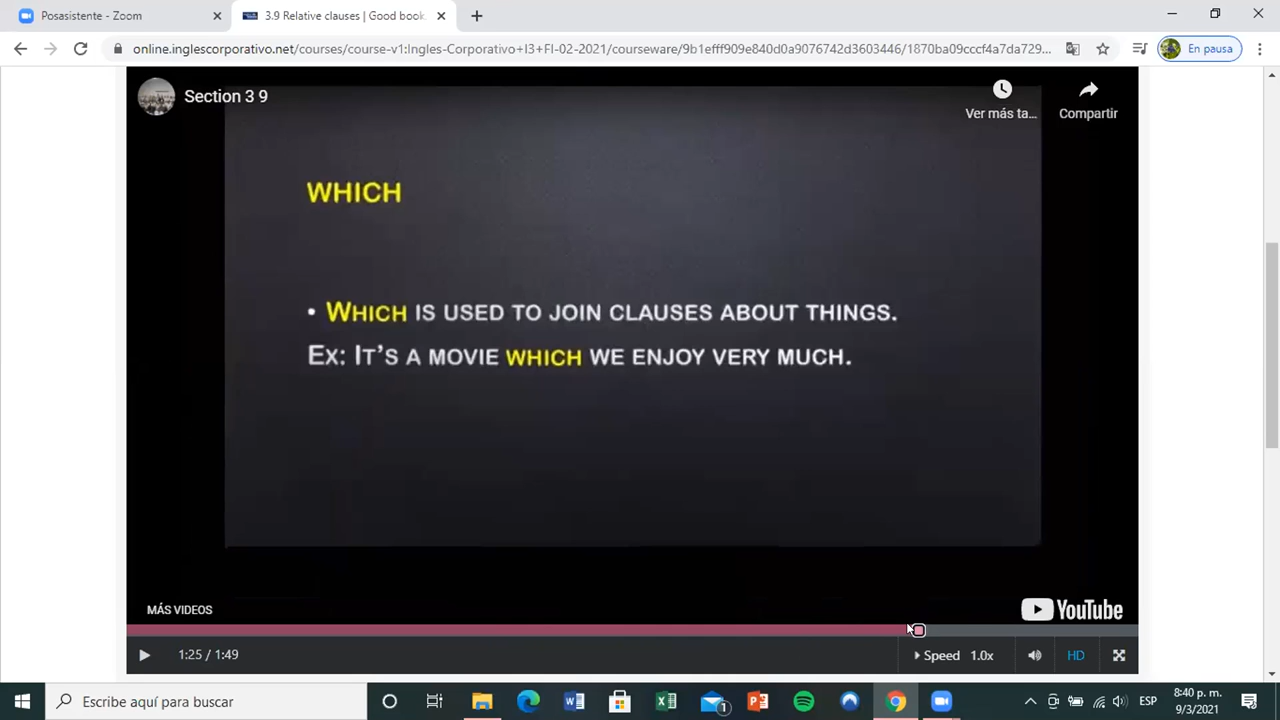 Posasistente - Zoom
3.9 Relative clauses | Good book
online.inglescorporativo.net/courses/course-v1:Ingles-Corporativo+I3+FI-02-2021/courseware/9b1efff909e840d0a9076742d3603446/1870ba09cccf4a7da729...
En pausa
Section 3 9
Ver más ta...
Compartir
WHICH
• WHICH IS USED TO JOIN CLAUSES ABOUT THINGS.
EX: IT'S A MOVIE WHICH WE ENJOY VERY MUCH.
MÁS VIDEOS
YouTube
1:25 / 1:49
Speed 1.0x
HD
Escribe aquí para buscar
1
ESP
8:40 p. m.
9/3/2021